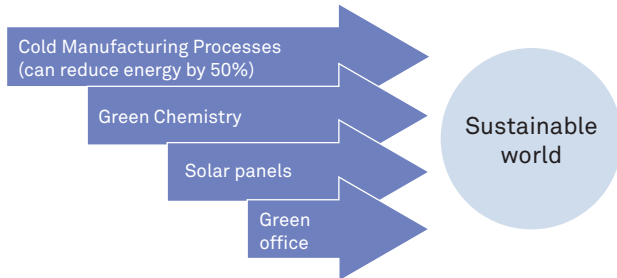 Cold Manufacturing Processes
(can reduce energy by 50%)
Green Chemistry
Solar panels
Green
office
Sustainable
world